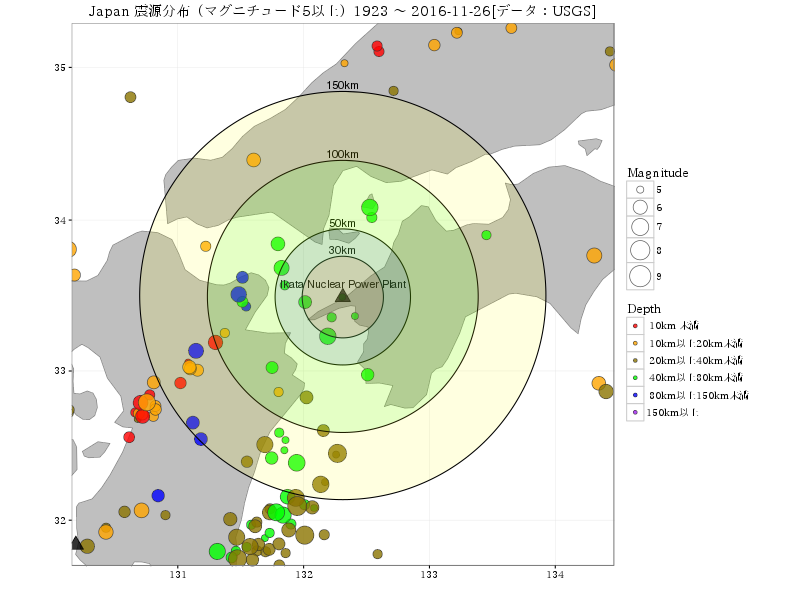 Japan 震源分布（マグニチュード5以上）1923 〜 2016-11-26[データ：USGS]
35
34
33
32
131
132
133
134
150km
100km
50km
30km
Ikata Nuclear Power Plant
Magnitude
5
6
7
8
9
Depth
10km 未満
10km以上20km未満
20km以上40km未満
40km以上80km未満
80km以上150km未満
150km以上